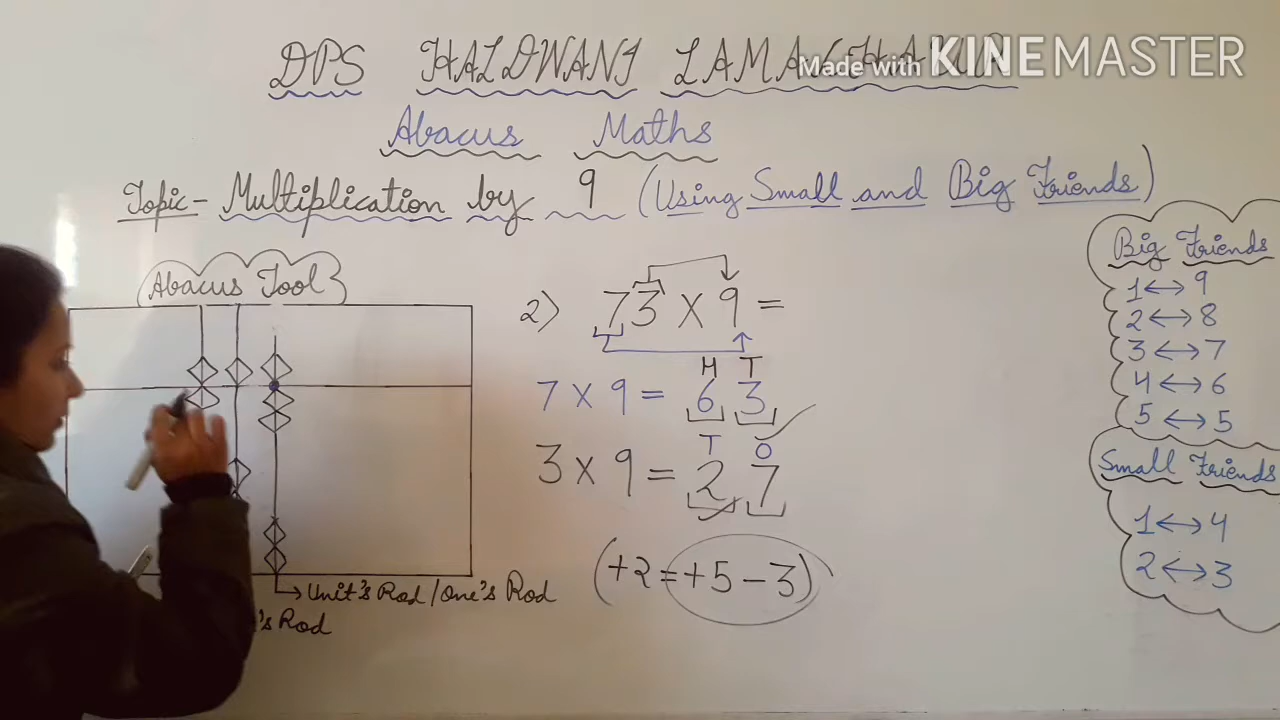 DPS HALDWANI
Made with KINEMASTER
Abacus Maths
Topic- Multiplication by 9 (Using Small and Big Friends)
Abacus Tool
2) 73 X 9 =
H T
7 X 9 = 6 3
T O
3 X 9 = 2 7
(+2=+5-3)
Unit's Rod/One's Rod
's Rod
Big Friends
1↔9
2↔8
3↔7
4↔6
5↔5
Small Friends
1↔4
2↔3